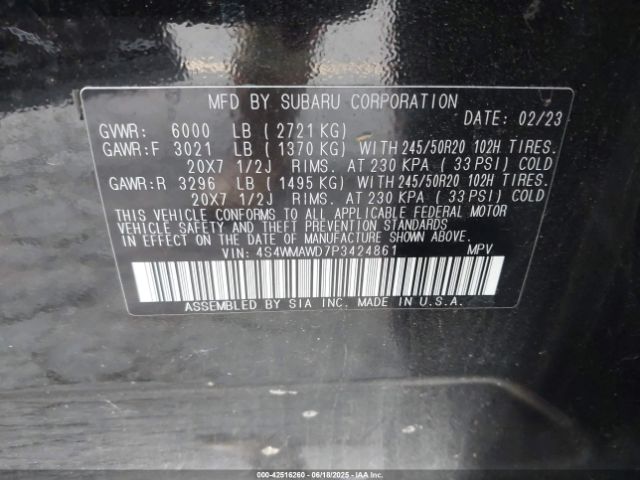 MFD BY SUBARU CORPORATION
DATE: 02/23
GVWR: 6000 LB (2721 KG)
GAWR:F 3021 LB (1370 KG) WITH 245/50R20 102H TIRES.
20X7 1/2J RIMS. AT 230 KPA (33 PSI) COLD
GAWR:R 3296 LB (1495 KG) WITH 245/50R20 102H TIRES.
20X7 1/2J RIMS. AT 230 KPA (33 PSI) COLD
THIS VEHICLE CONFORMS TO ALL APPLICABLE FEDERAL MOTOR
VEHICLE SAFETY AND THEFT PREVENTION STANDARDS
IN EFFECT ON THE DATE OF MANUFACTURE SHOWN ABOVE.
VIN: 4S4WMAWD7P3424861 MPV
ASSEMBLED BY SIA INC. MADE IN U.S.A.
000-42516260 - 06/18/2025 - IAAI.COM